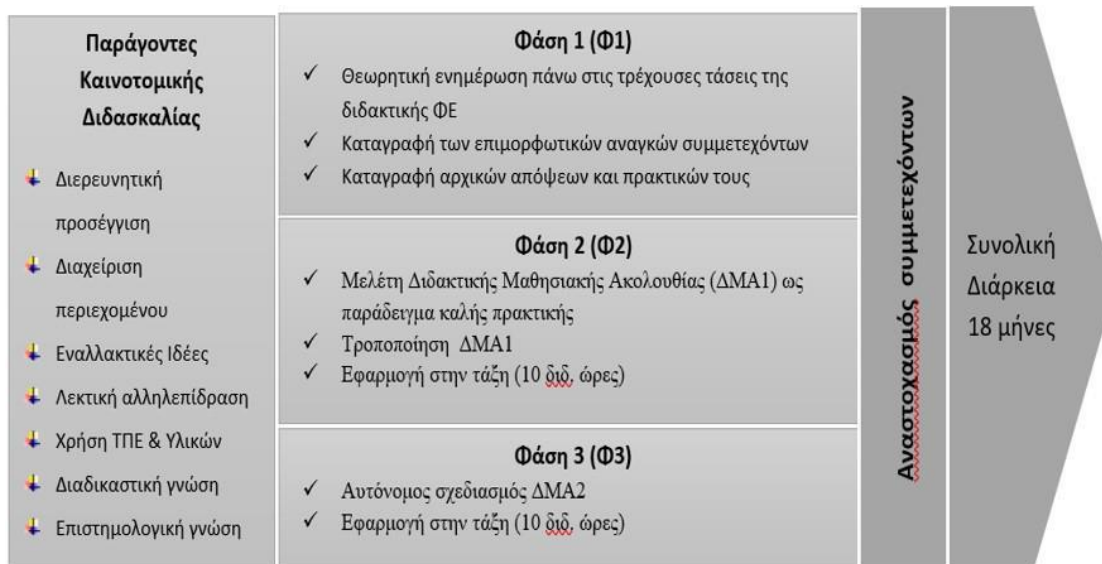 Παράγοντες
Καινοτομικής
Διδασκαλίας
Διερευνητική
προσέγγιση
Διαχείριση
περιεχομένου
Εναλλακτικές Ιδέες
Λεκτική αλληλεπίδραση
Χρήση ΤΠΕ & Υλικών
Διαδικαστική γνώση
Επιστημολογική γνώση
Φάση 1 (Φ1)
✓ Θεωρητική ενημέρωση πάνω στις τρέχουσες τάσεις της
διδακτικής ΦΕ
✓ Καταγραφή των επιμορφωτικών αναγκών συμμετεχόντων
✓ Καταγραφή αρχικών απόψεων και πρακτικών τους
Φάση 2 (Φ2)
✓ Μελέτη Διδακτικής Μαθησιακής Ακολουθίας (ΔΜΑ1) ως
παράδειγμα καλής πρακτικής
✓ Τροποποίηση ΔΜΑ1
✓ Εφαρμογή στην τάξη (10 διδ. ώρες)
Φάση 3 (Φ3)
✓ Αυτόνομος σχεδιασμός ΔΜΑ2
✓ Εφαρμογή στην τάξη (10 διδ. ώρες)
Αναστοχασμός συμμετεχόντων
Συνολική
Διάρκεια
18 μήνες